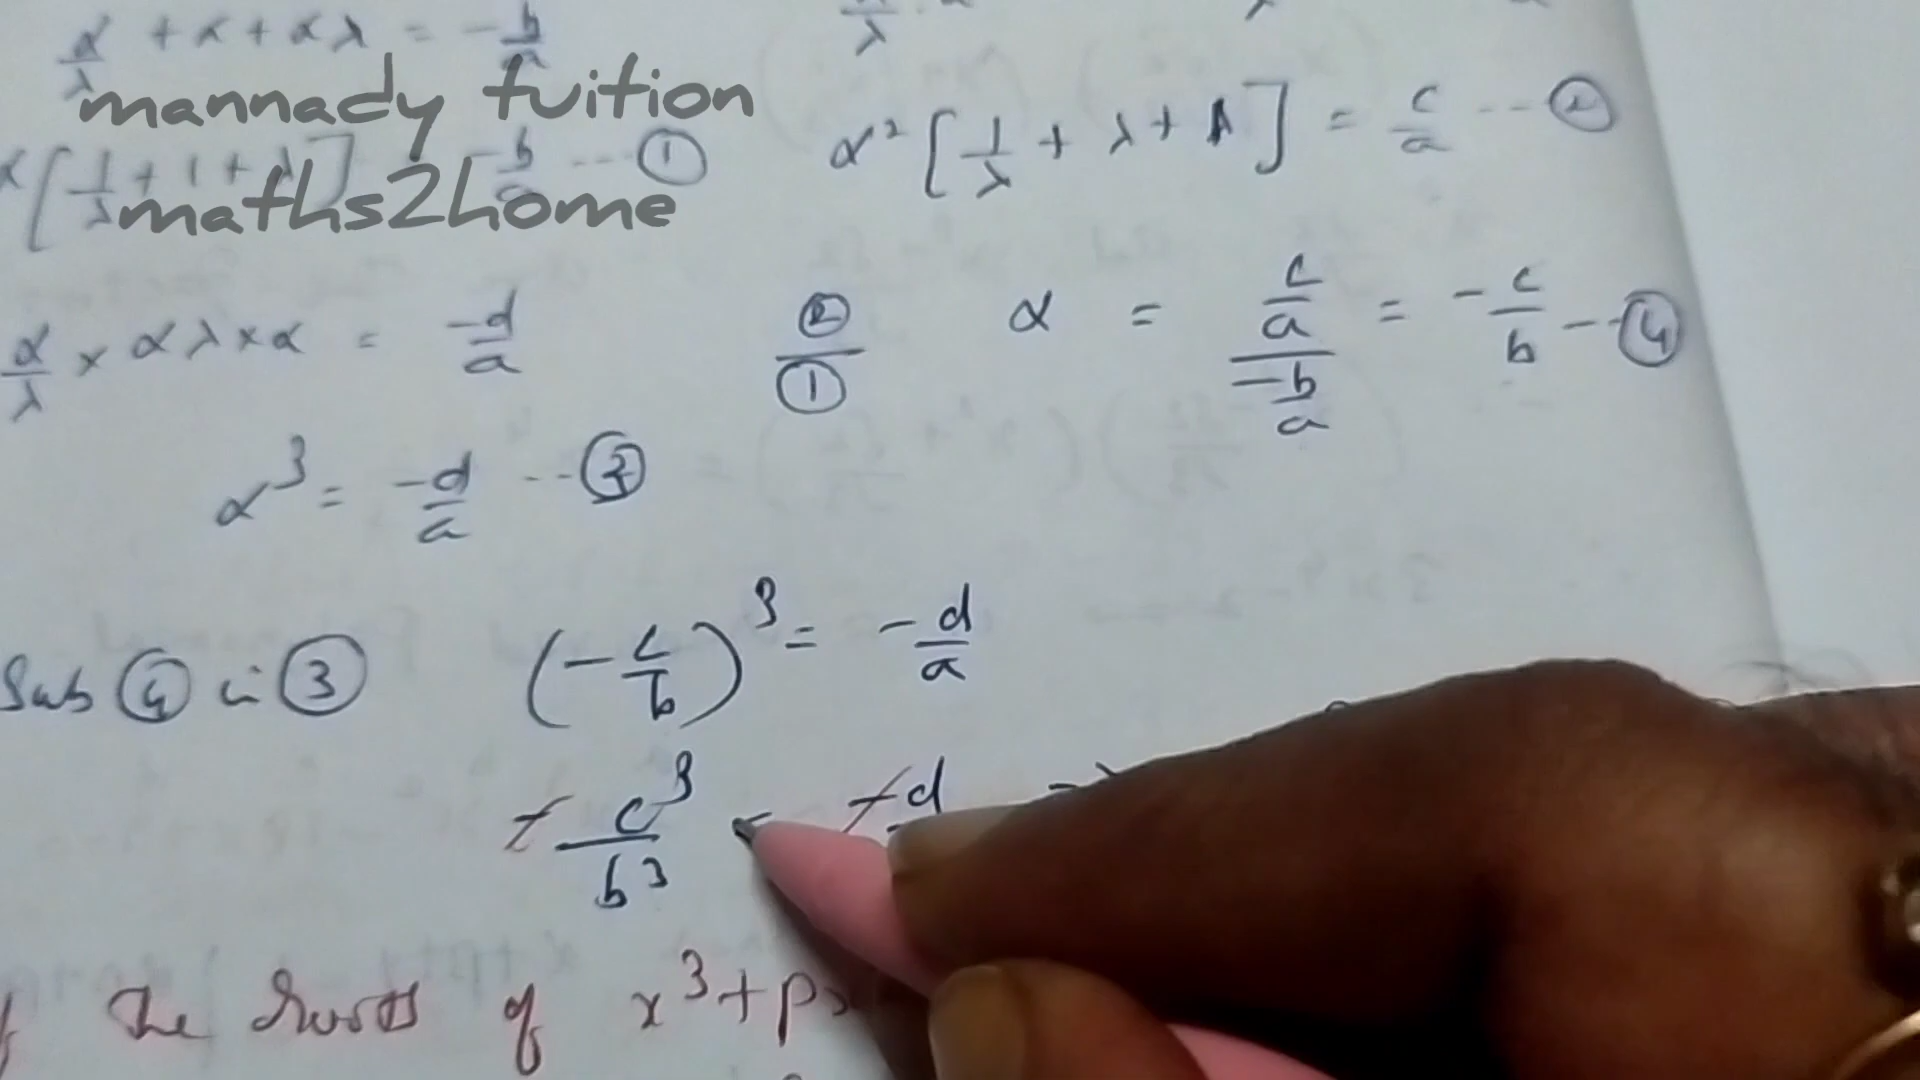 α/λ + α + αλ = -b/a
mannady tuition
α[1/λ + 1 + λ] -b/a --- ①
α²[1/λ + λ + 1] = c/a --- ②
maths2home
α/λ × αλ × α = -d/a
②/① α = (c/a)/(-b/a) = -c/b -- ④
α³ = -d/a --- ③
Sub ④ in ③ (-c/b)³ = -d/a
-c³/b³ = -d
the roots of x³ + p